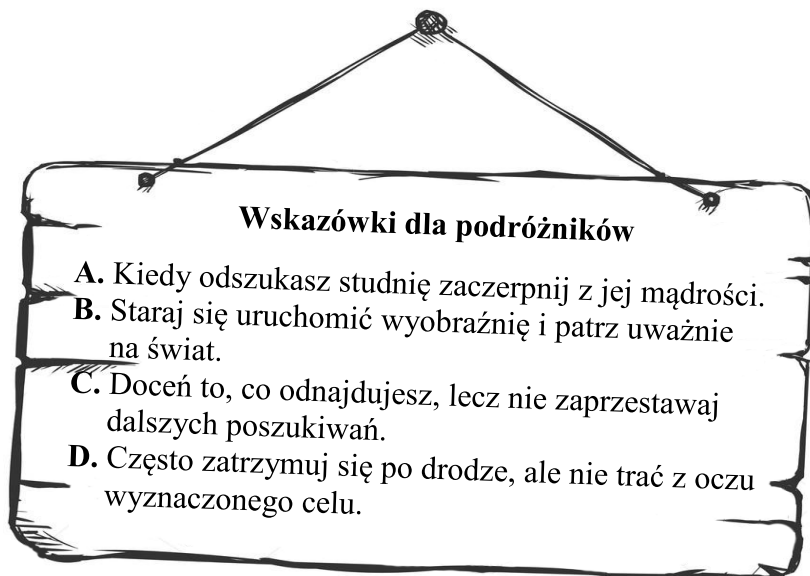 Wskazówki dla podróżników
A. Kiedy odszukasz studnię zaczerpnij z jej mądrości.
B. Staraj się uruchomić wyobraźnię i patrz uważnie
na świat.
C. Doceń to, co odnajdujesz, lecz nie zaprzestawaj
dalszych poszukiwań.
D. Często zatrzymuj się po drodze, ale nie trać z oczu
wyznaczonego celu.